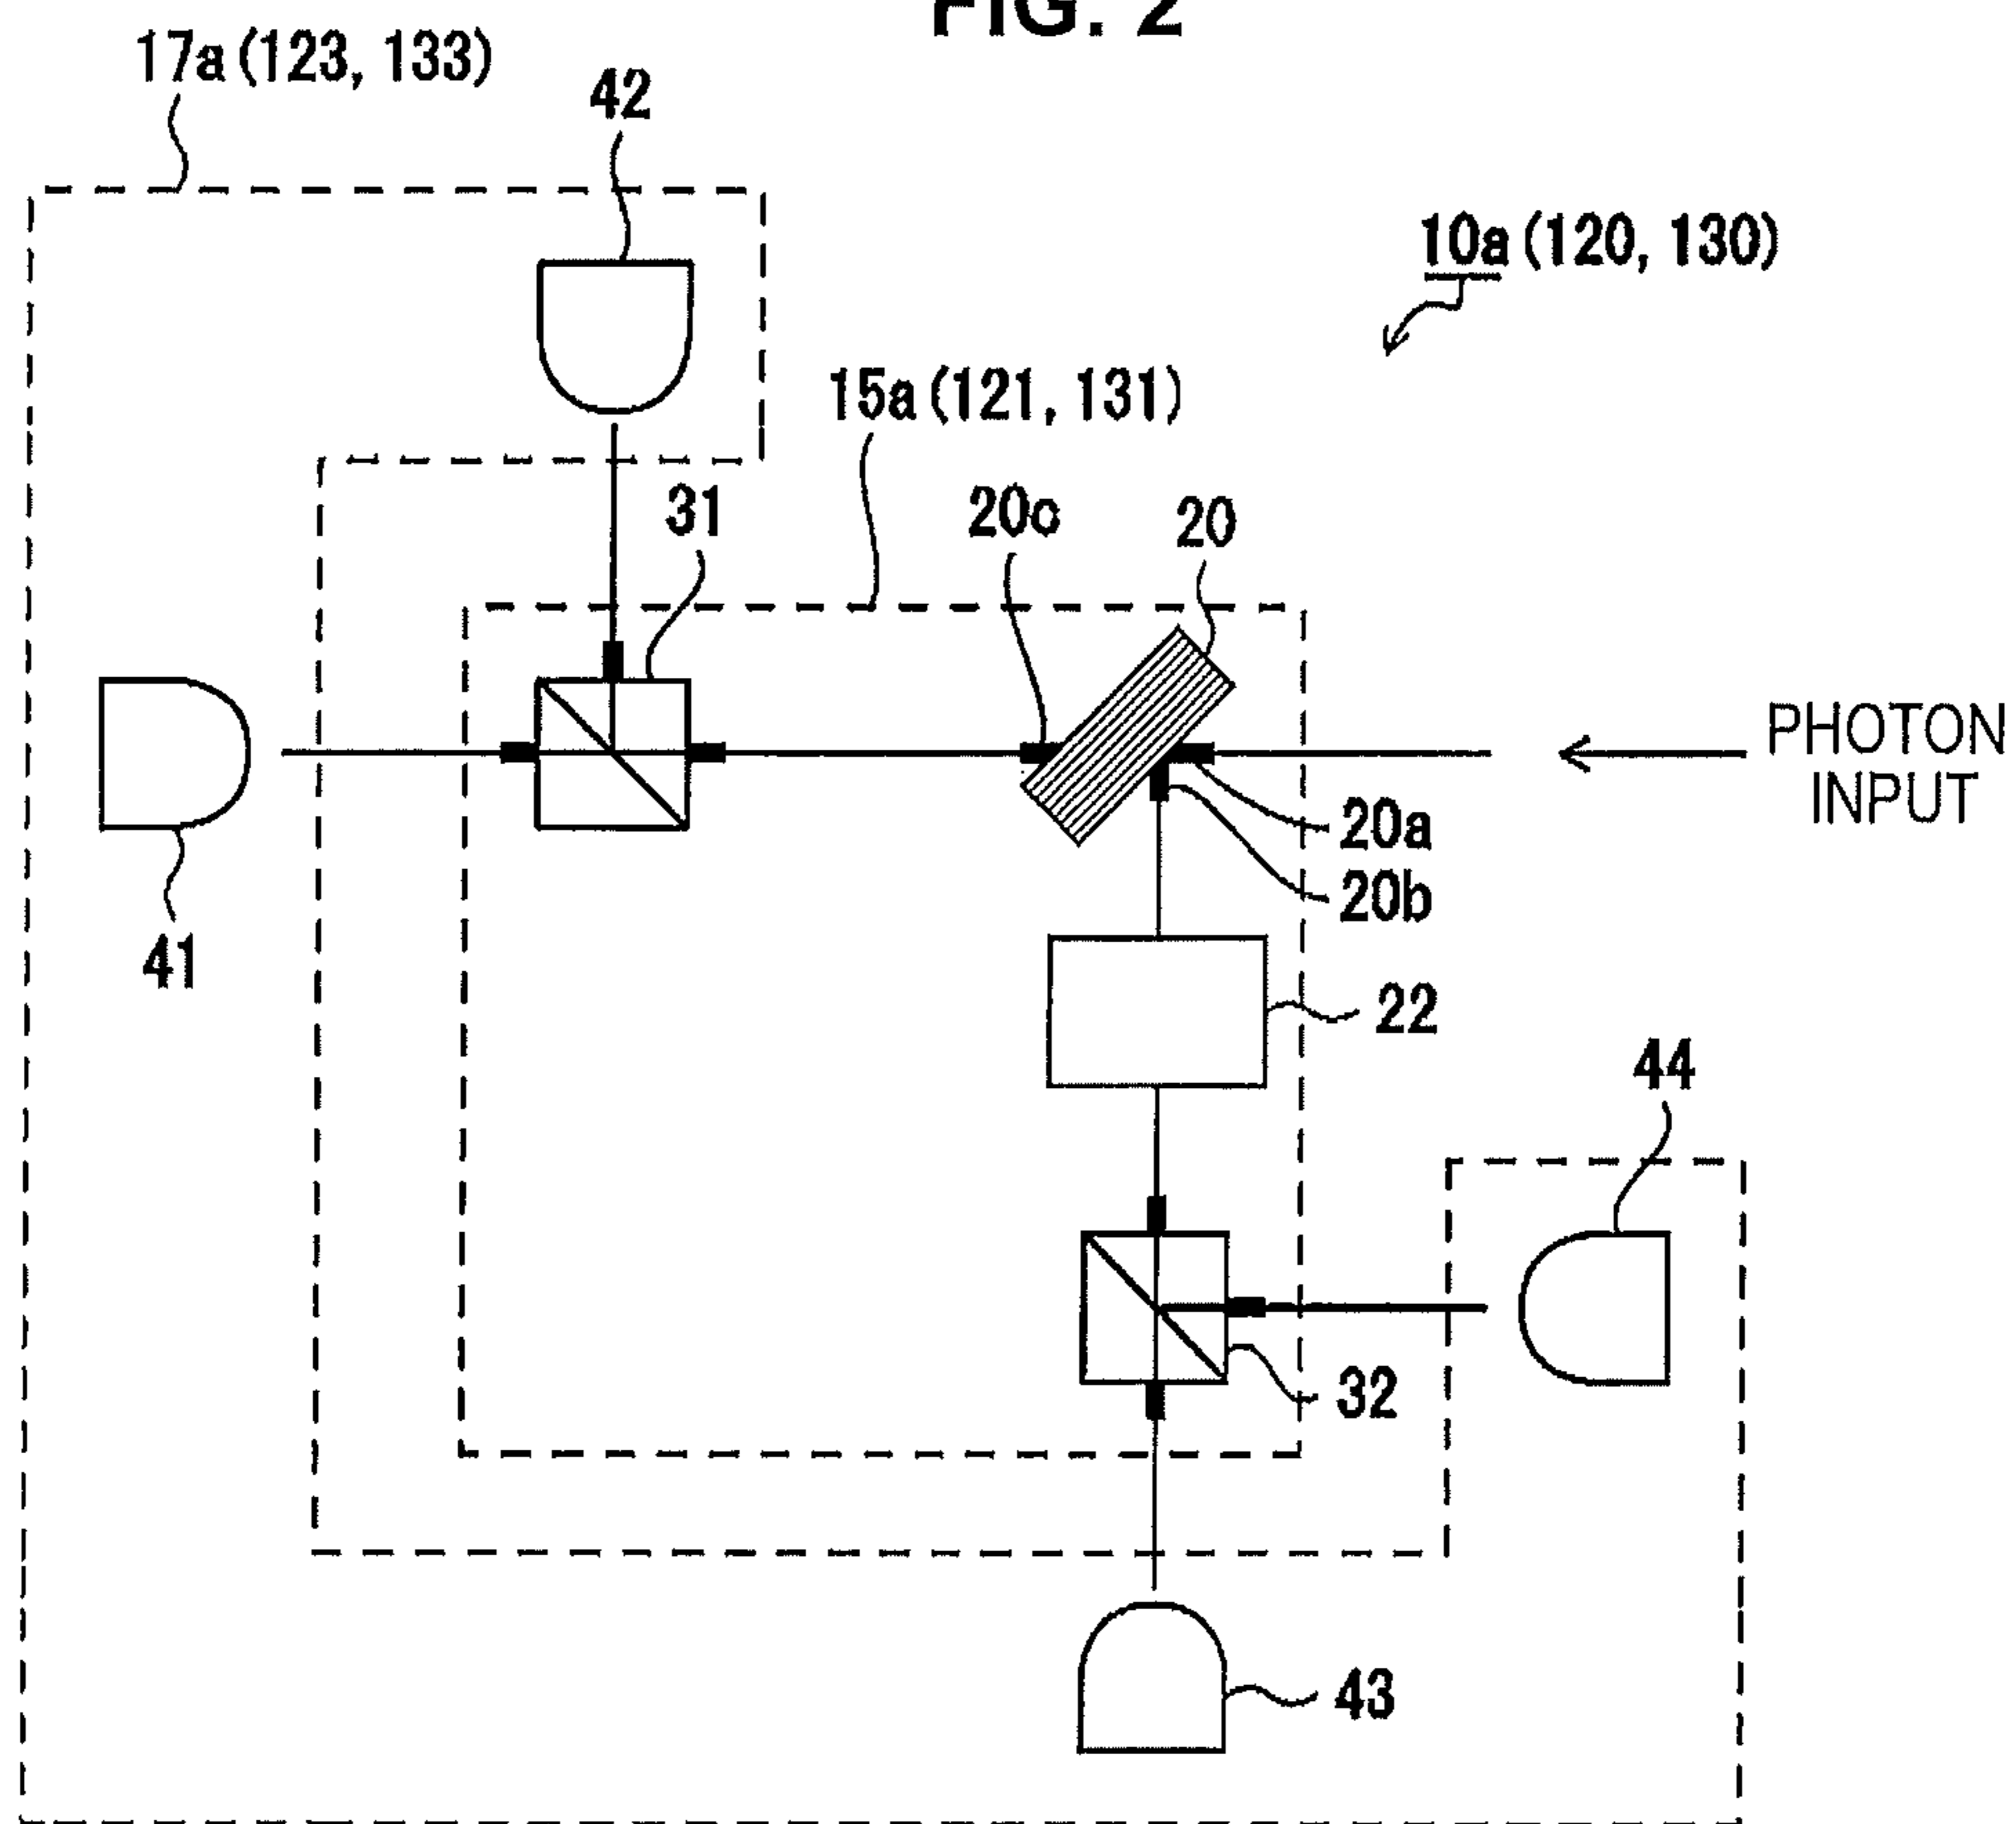 FIG. 2
17a (123, 133)
42
10a (120, 130)
15a (121, 131)
31
20c
20
PHOTON
INPUT
20a
20b
41
22
44
32
43